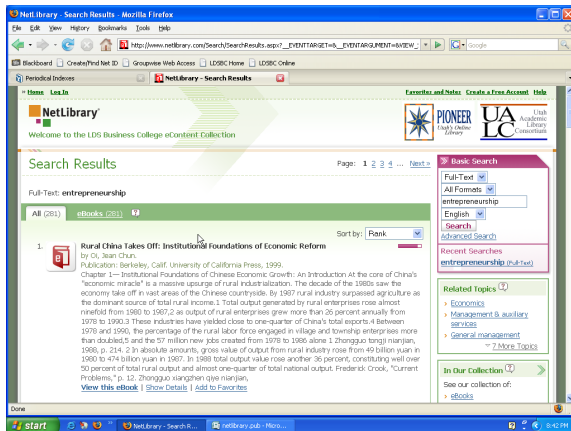 NetLibrary - Search Results - Mozilla Firefox
File Edit View History Bookmarks Tools Help
http://www.netlibrary.com/Search/SearchResults.aspx?__EVENTTARGET=&__EVENTARGUMENT=&VIEW_
Google
Blackboard Create/Find Net ID Groupwise Web Access LDSBC Home LDSBC Online
Periodical Indexes
NetLibrary - Search Results
» Home Log In
Favorites and Notes Create a Free Account Help
NetLibrary
Welcome to the LDS Business College eContent Collection
PIONEER
Utah's Online
Library
UALC
Utah
Academic
Library
Consortium
Search Results
Page: 1 2 3 4 ... Next »
Full-Text: entrepreneurship
All (281) eBooks (281) ?
Sort by: Rank
1.
Rural China Takes Off: Institutional Foundations of Economic Reform
by Oi, Jean Chun.
Publication: Berkeley, Calif. University of California Press, 1999.
Chapter 1— Institutional Foundations of Chinese Economic Growth: An Introduction At the core of China's
"economic miracle" is a massive upsurge of rural industrialization. The decade of the 1980s saw the
economy take off in vast areas of the Chinese countryside. By 1987 rural industry surpassed agriculture as
the dominant source of total rural income.1 Total output generated by rural enterprises rose almost
ninefold from 1980 to 1987,2 as output of rural enterprises grew more than 26 percent annually from
1978 to 1990.3 These industries have yielded close to one-quarter of China's total exports.4 Between
1978 and 1990, the percentage of the rural labor force engaged in village and township enterprises more
than doubled,5 and the 57 million new jobs created from 1978 to 1986 alone 1 Zhongguo tongji nianjian,
1988, p. 214. 2 In absolute amounts, gross value of output from rural industry rose from 49 billion yuan in
1980 to 474 billion yuan in 1987. In 1988 total output value rose another 36 percent, constituting well over
50 percent of total rural output and almost one-quarter of total national output. Frederick Crook, "Current
Problems," p. 12. Zhongguo xiangzhen qiye nianjian,
View this eBook | Show Details | Add to Favorites
Basic Search
Full-Text
All Formats
entrepreneurship
English
Search
Advanced Search
Recent Searches
entrepreneurship (Full-Text)
Related Topics ?
Economics
Management & auxiliary
services
General management
7 More Topics
In Our Collection ?
See our collection of:
eBooks
Done
start
NetLibrary - Search R...
netlibrary.pub - Micro...
8:42 PM